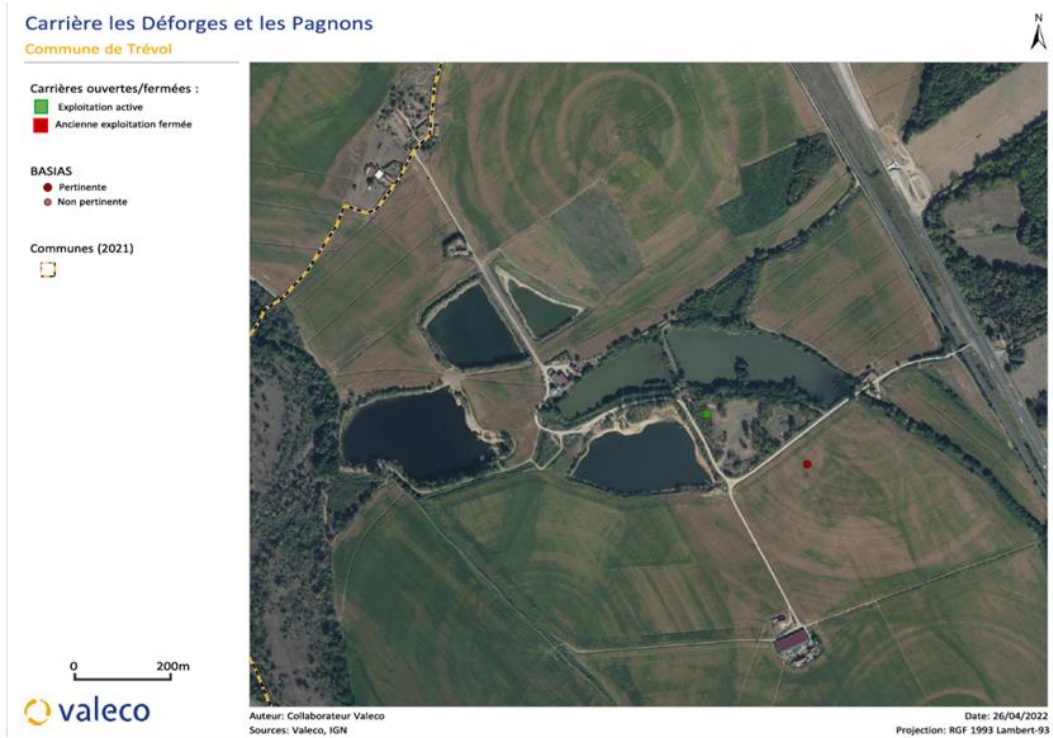 Carrière les Déforges et les Pagnons
Commune de Trévol
N
Carrières ouvertes/fermées :
Exploitation active
Ancienne exploitation fermée
BASIAS
Pertinente
Non pertinente
Communes (2021)
0 200m
valeco
Auteur: Collaborateur Valeco
Sources: Valeco, IGN
Date: 26/04/2022
Projection: RGF 1993 Lambert-93